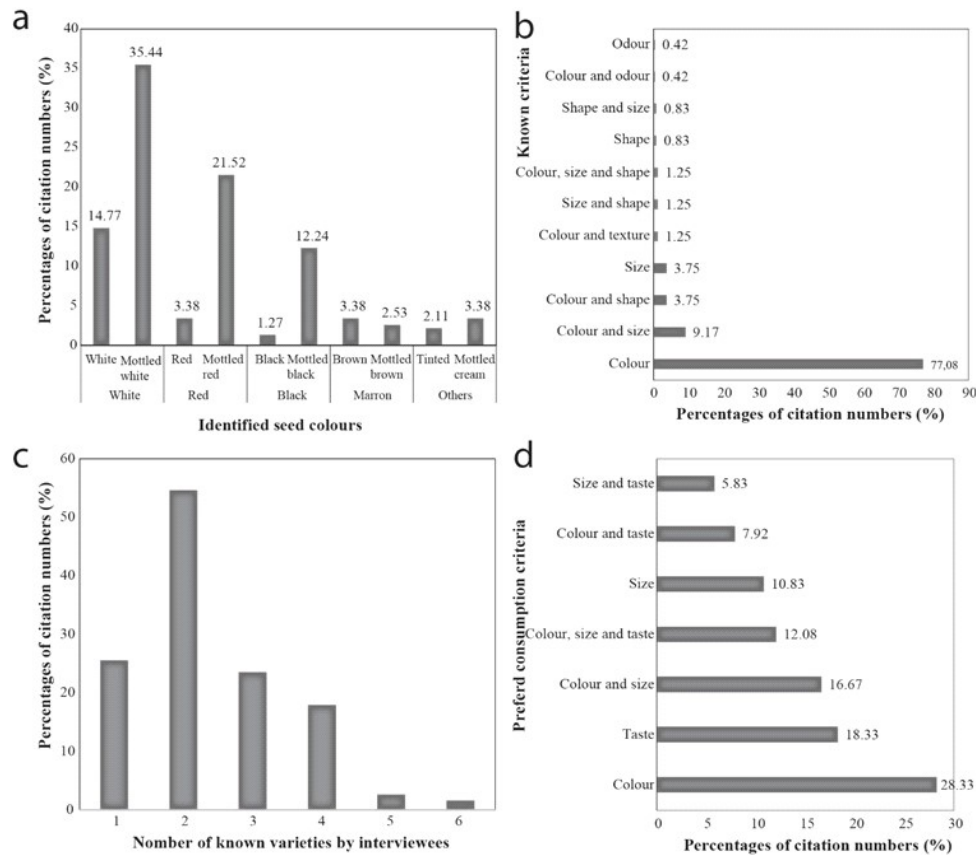 a
Percentages of citation numbers (%)
40
35
30
25
20
15
10
5
0
14.77
35.44
3.38
21.52
1.27
12.24
3.38
2.53
2.11
3.38
White
Mottled
white
Red
Mottled
red
Black
Mottled
black
Brown
Mottled
brown
Tinted
Mottled
cream
White
Red
Black
Marron
Others
Identified seed colours
b
Known criteria
Odour 0.42
Colour and odour 0.42
Shape and size 0.83
Shape 0.83
Colour, size and shape 1.25
Size and shape 1.25
Colour and texture 1.25
Size 3.75
Colour and shape 3.75
Colour and size 9.17
Colour 77,08
0 10 20 30 40 50 60 70 80 90
Percentages of citation numbers (%)
c
Percentages of citation numbers (%)
60
50
40
30
20
10
0
1 2 3 4 5 6
Number of known varieties by interviewees
d
Preferd consumption criteria
Size and taste 5.83
Colour and taste 7.92
Size 10.83
Colour, size and taste 12.08
Colour and size 16.67
Taste 18.33
Colour 28.33
0 5 10 15 20 25 30
Percentages of citation numbers (%)